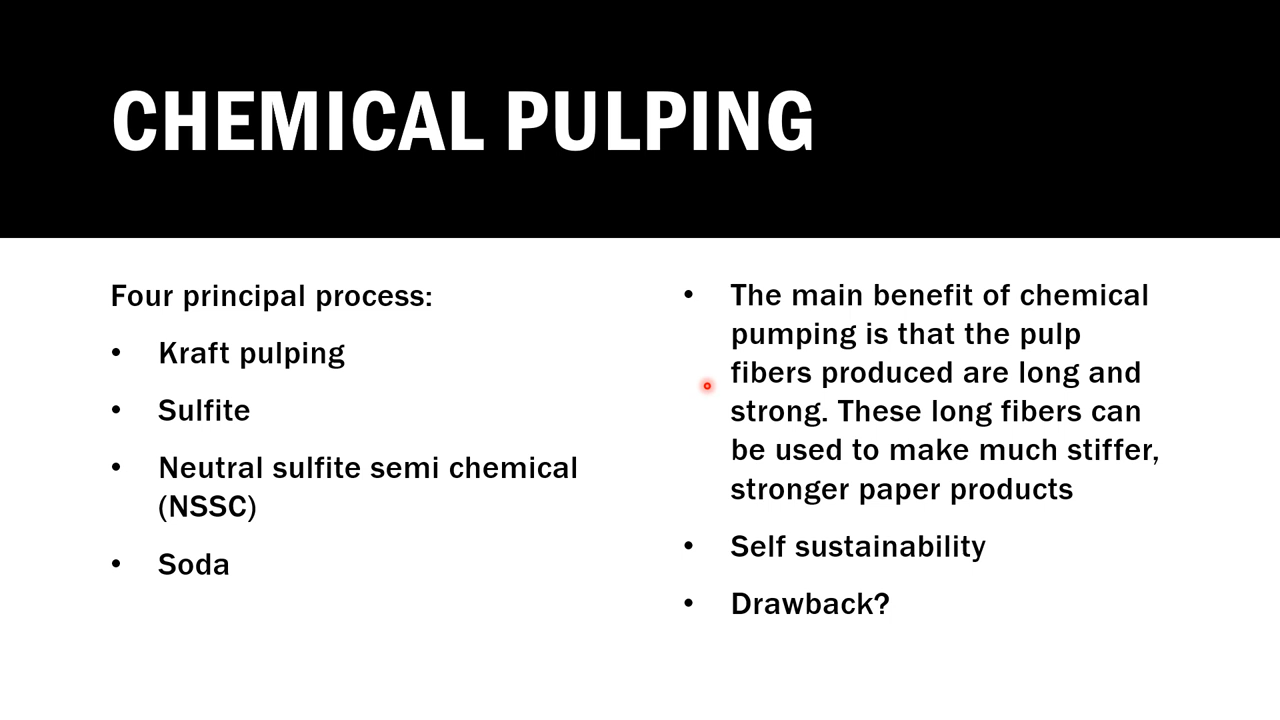 CHEMICAL PULPING
Four principal process:
• Kraft pulping
• Sulfite
• Neutral sulfite semi chemical
(NSSC)
• Soda
• The main benefit of chemical
pumping is that the pulp
fibers produced are long and
strong. These long fibers can
be used to make much stiffer,
stronger paper products
• Self sustainability
• Drawback?